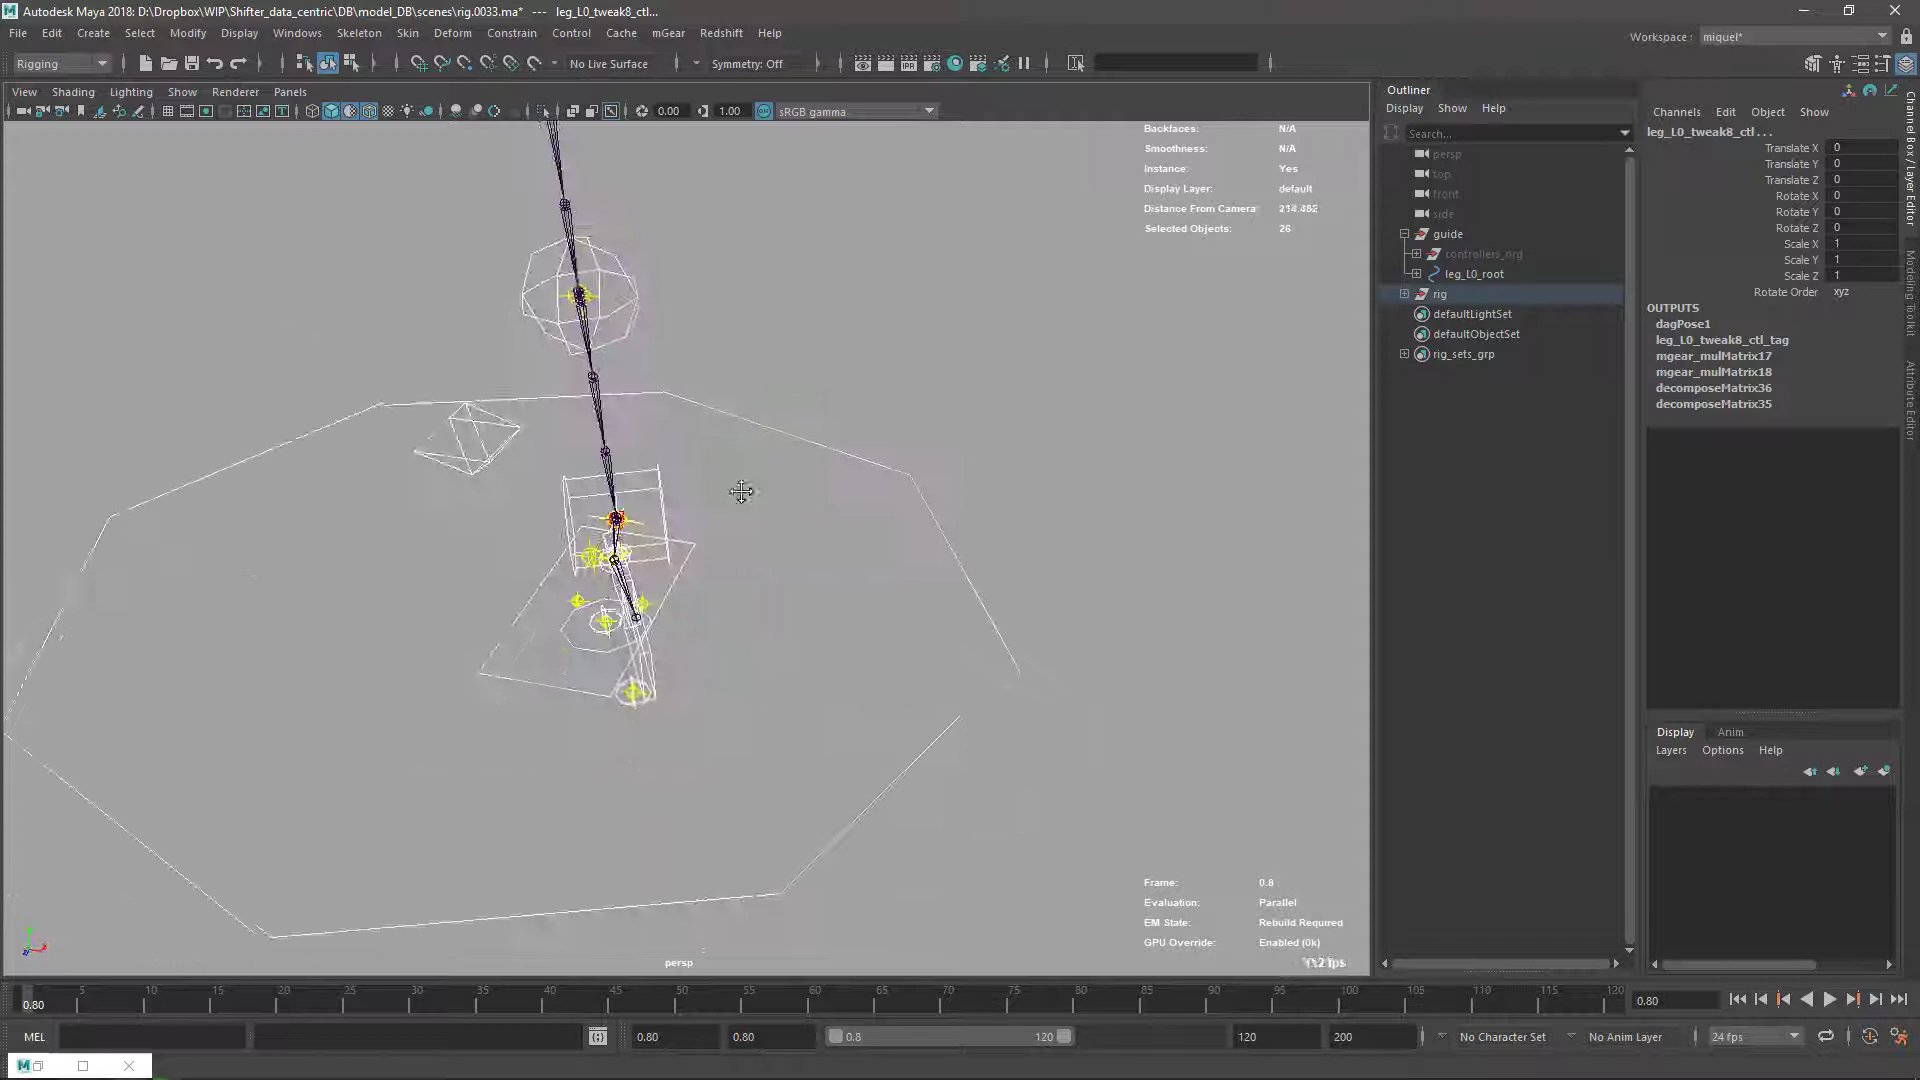 Autodesk Maya 2018: D:\Dropbox\WIP\Shifter_data_centric\DB\model_DB\scenes\rig.0033.ma* --- leg_L0_tweak8_ctl...
File Edit Create Select Modify Display Windows Skeleton Skin Deform Constrain Control Cache mGear Redshift Help
Workspace : miquel*
Rigging No Live Surface Symmetry: Off
View Shading Lighting Show Renderer Panels
0.00 1.00 sRGB gamma
Backfaces: N/A
Smoothness: N/A
Instance: Yes
Display Layer: default
Distance From Camera: 214.482
Selected Objects: 26
Frame: 0.8
Evaluation: Parallel
EM State: Rebuild Required
GPU Override: Enabled (0k)
persp
Outliner
Display Show Help
Search...
persp
top
front
side
guide
controllers_org
leg_L0_root
rig
defaultLightSet
defaultObjectSet
rig_sets_grp
Channels Edit Object Show
leg_L0_tweak8_ctl...
Translate X 0
Translate Y 0
Translate Z 0
Rotate X 0
Rotate Y 0
Rotate Z 0
Scale X 1
Scale Y 1
Scale Z 1
Rotate Order xyz
OUTPUTS
dagPose1
leg_L0_tweak8_ctl_tag
mgear_mulMatrix17
mgear_mulMatrix18
decomposeMatrix36
decomposeMatrix35
Display Anim
Layers Options Help
Channel Box / Layer Editor
Modeling Toolkit
Attribute Editor
5 10 15 20 25 30 35 40 45 50 55 60 65 70 75 80 85 90 95 100 105 110 115 120
0.80
0.80
MEL 0.80 0.80 0.8 120 120 200 No Character Set No Anim Layer 24 fps